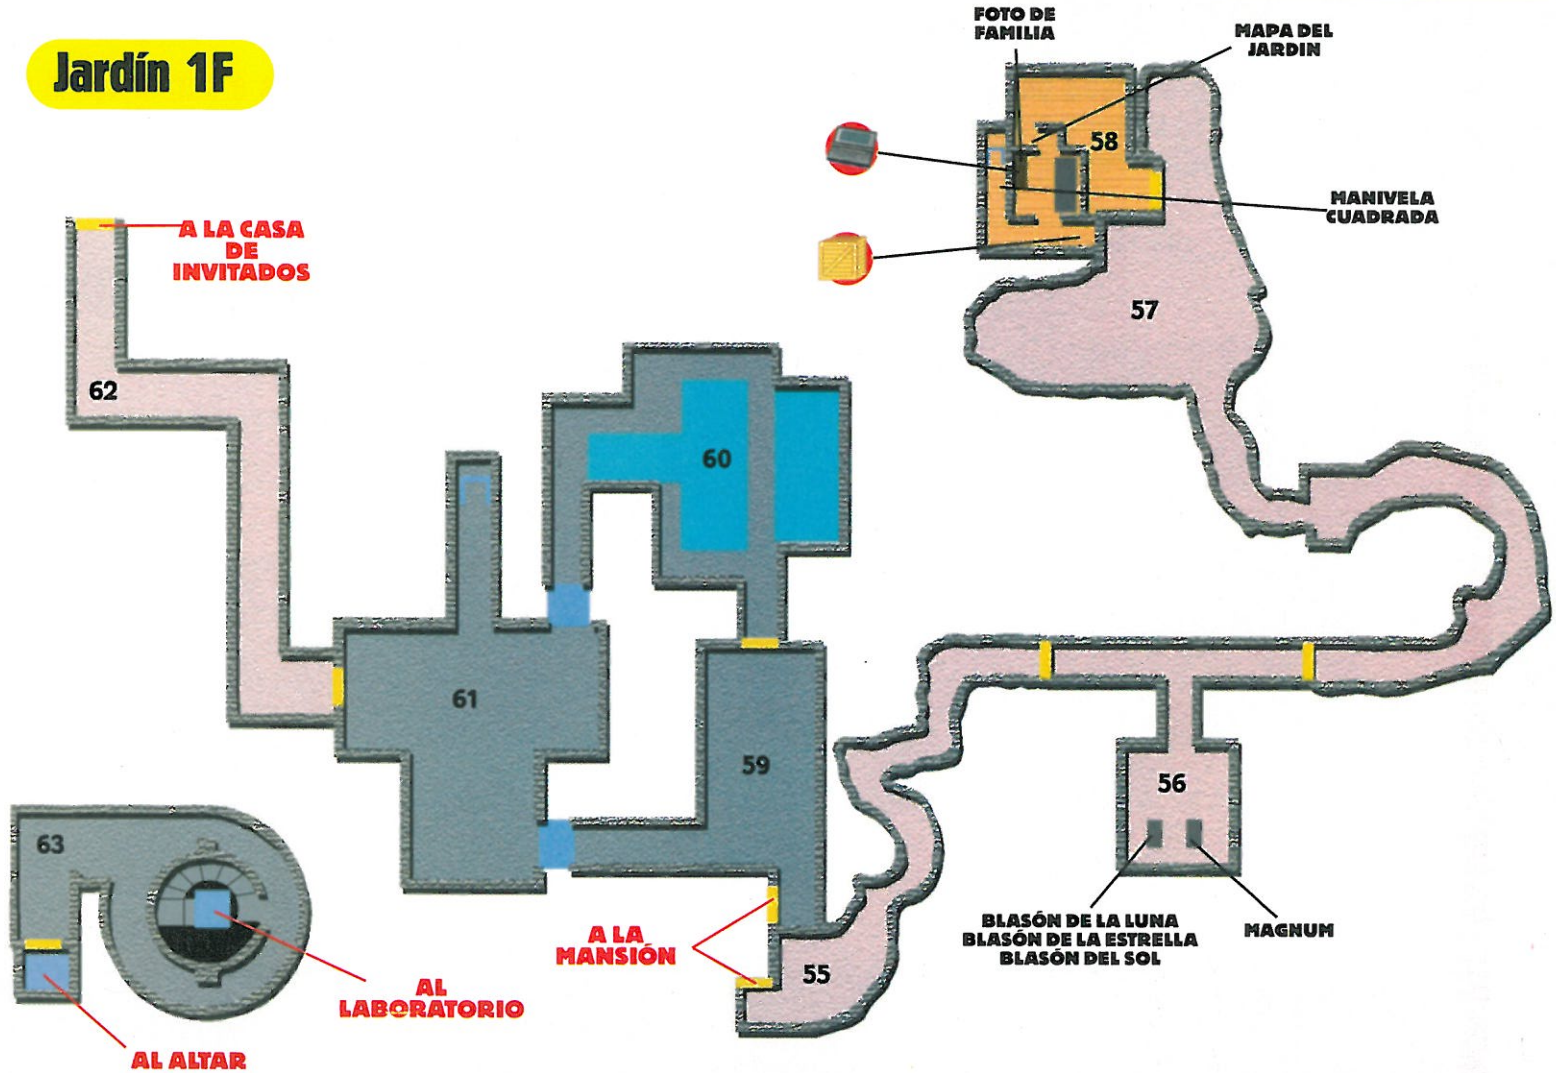 Jardín 1F
FOTO DE
FAMILIA
MAPA DEL
JARDIN
58
MANIVELA
CUADRADA
A LA CASA
DE
INVITADOS
57
62
60
61
59
56
63
BLASÓN DE LA LUNA
BLASÓN DE LA ESTRELLA
BLASÓN DEL SOL
MAGNUM
A LA
MANSIÓN
55
AL
LABORATORIO
AL ALTAR